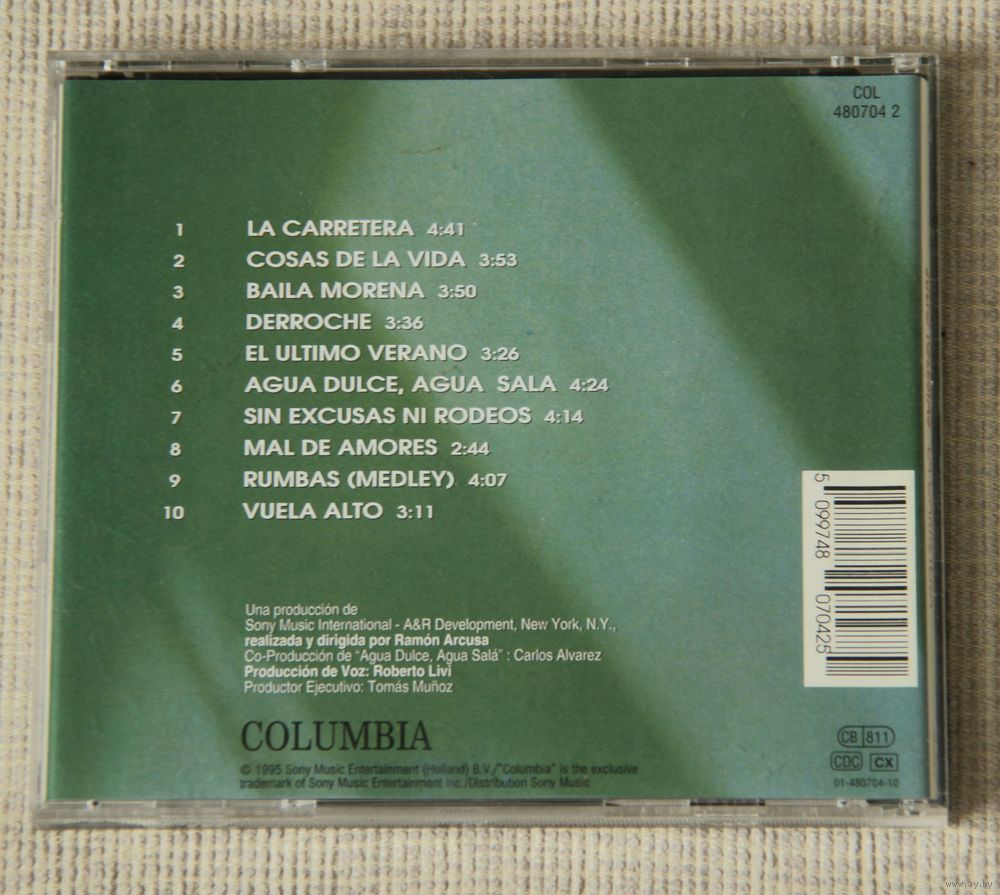 COL
480704 2
1 LA CARRETERA 4:41
2 COSAS DE LA VIDA 3:53
3 BAILA MORENA 3:50
4 DERROCHE 3:36
5 EL ULTIMO VERANO 3:26
6 AGUA DULCE, AGUA SALA 4:24
7 SIN EXCUSAS NI RODEOS 4:14
8 MAL DE AMORES 2:44
9 RUMBAS (MEDLEY) 4:07
10 VUELA ALTO 3:11
5 099748 070425
Una producción de
Sony Music International - A&R Development, New York, N.Y.,
realizada y dirigida por Ramón Arcusa
Co-Producción de "Agua Dulce, Agua Salá" : Carlos Alvarez
Producción de Voz: Roberto Livi
Productor Ejecutivo: Tomás Muñoz
COLUMBIA
© 1995 Sony Music Entertainment (Holland) B.V./"Columbia" is the exclusive
trademark of Sony Music Entertainment Inc./Distribution Sony Music
CB 811
CDC CX
01-480704-10
www.ay.by